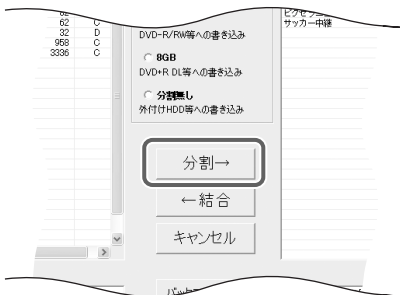 62 C
32 D
958 C
3336 C
DVD-R/RW等への書き込み
8GB
DVD+R DL等への書き込み
分割無し
外付けHDD等への書き込み
分割→
←結合
キャンセル
サッカー中継